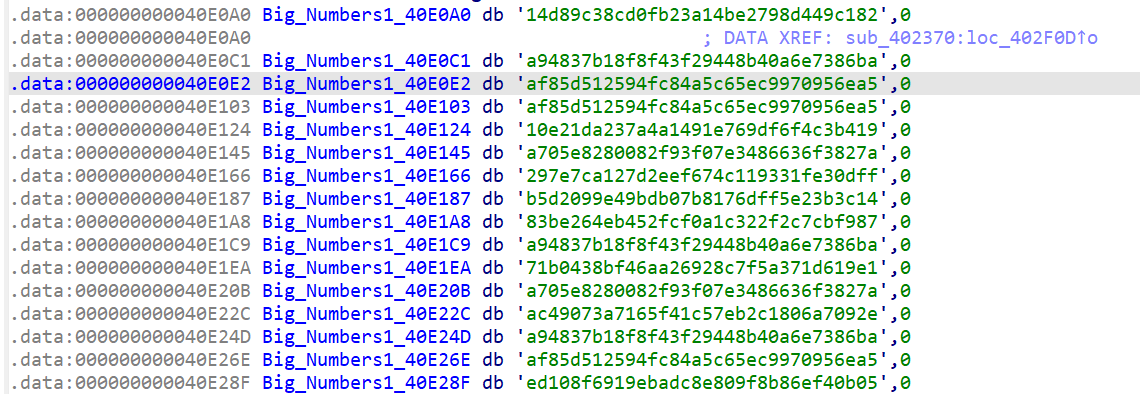 .data:000000000040E0A0 Big_Numbers1_40E0A0 db '14d89c38cd0fb23a14be2798d449c182',0
.data:000000000040E0A0 ; DATA XREF: sub_402370:loc_402F0D↑o
.data:000000000040E0C1 Big_Numbers1_40E0C1 db 'a94837b18f8f43f29448b40a6e7386ba',0
.data:000000000040E0E2 Big_Numbers1_40E0E2 db 'af85d512594fc84a5c65ec9970956ea5',0
.data:000000000040E103 Big_Numbers1_40E103 db 'af85d512594fc84a5c65ec9970956ea5',0
.data:000000000040E124 Big_Numbers1_40E124 db '10e21da237a4a1491e769df6f4c3b419',0
.data:000000000040E145 Big_Numbers1_40E145 db 'a705e8280082f93f07e3486636f3827a',0
.data:000000000040E166 Big_Numbers1_40E166 db '297e7ca127d2eef674c119331fe30dff',0
.data:000000000040E187 Big_Numbers1_40E187 db 'b5d2099e49bdb07b8176dff5e23b3c14',0
.data:000000000040E1A8 Big_Numbers1_40E1A8 db '83be264eb452fcf0a1c322f2c7cbf987',0
.data:000000000040E1C9 Big_Numbers1_40E1C9 db 'a94837b18f8f43f29448b40a6e7386ba',0
.data:000000000040E1EA Big_Numbers1_40E1EA db '71b0438bf46aa26928c7f5a371d619e1',0
.data:000000000040E20B Big_Numbers1_40E20B db 'a705e8280082f93f07e3486636f3827a',0
.data:000000000040E22C Big_Numbers1_40E22C db 'ac49073a7165f41c57eb2c1806a7092e',0
.data:000000000040E24D Big_Numbers1_40E24D db 'a94837b18f8f43f29448b40a6e7386ba',0
.data:000000000040E26E Big_Numbers1_40E26E db 'af85d512594fc84a5c65ec9970956ea5',0
.data:000000000040E28F Big_Numbers1_40E28F db 'ed108f6919ebadc8e809f8b86ef40b05',0